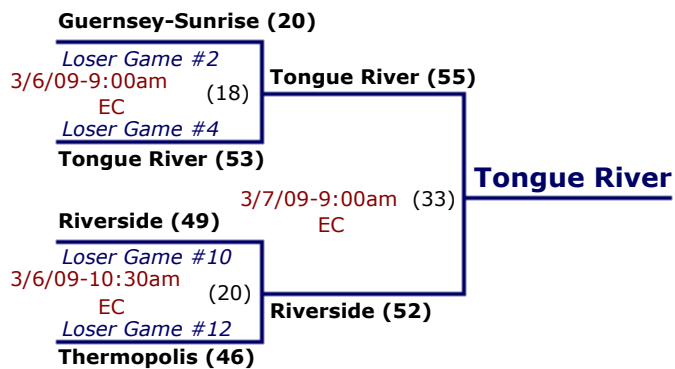 Guernsey-Sunrise (20)
Loser Game #2
3/6/09-9:00am
EC
(18)
Loser Game #4
Tongue River (53)
Tongue River (55)
3/7/09-9:00am
EC
(33)
Tongue River
Riverside (49)
Loser Game #10
3/6/09-10:30am
EC
(20)
Loser Game #12
Thermopolis (46)
Riverside (52)